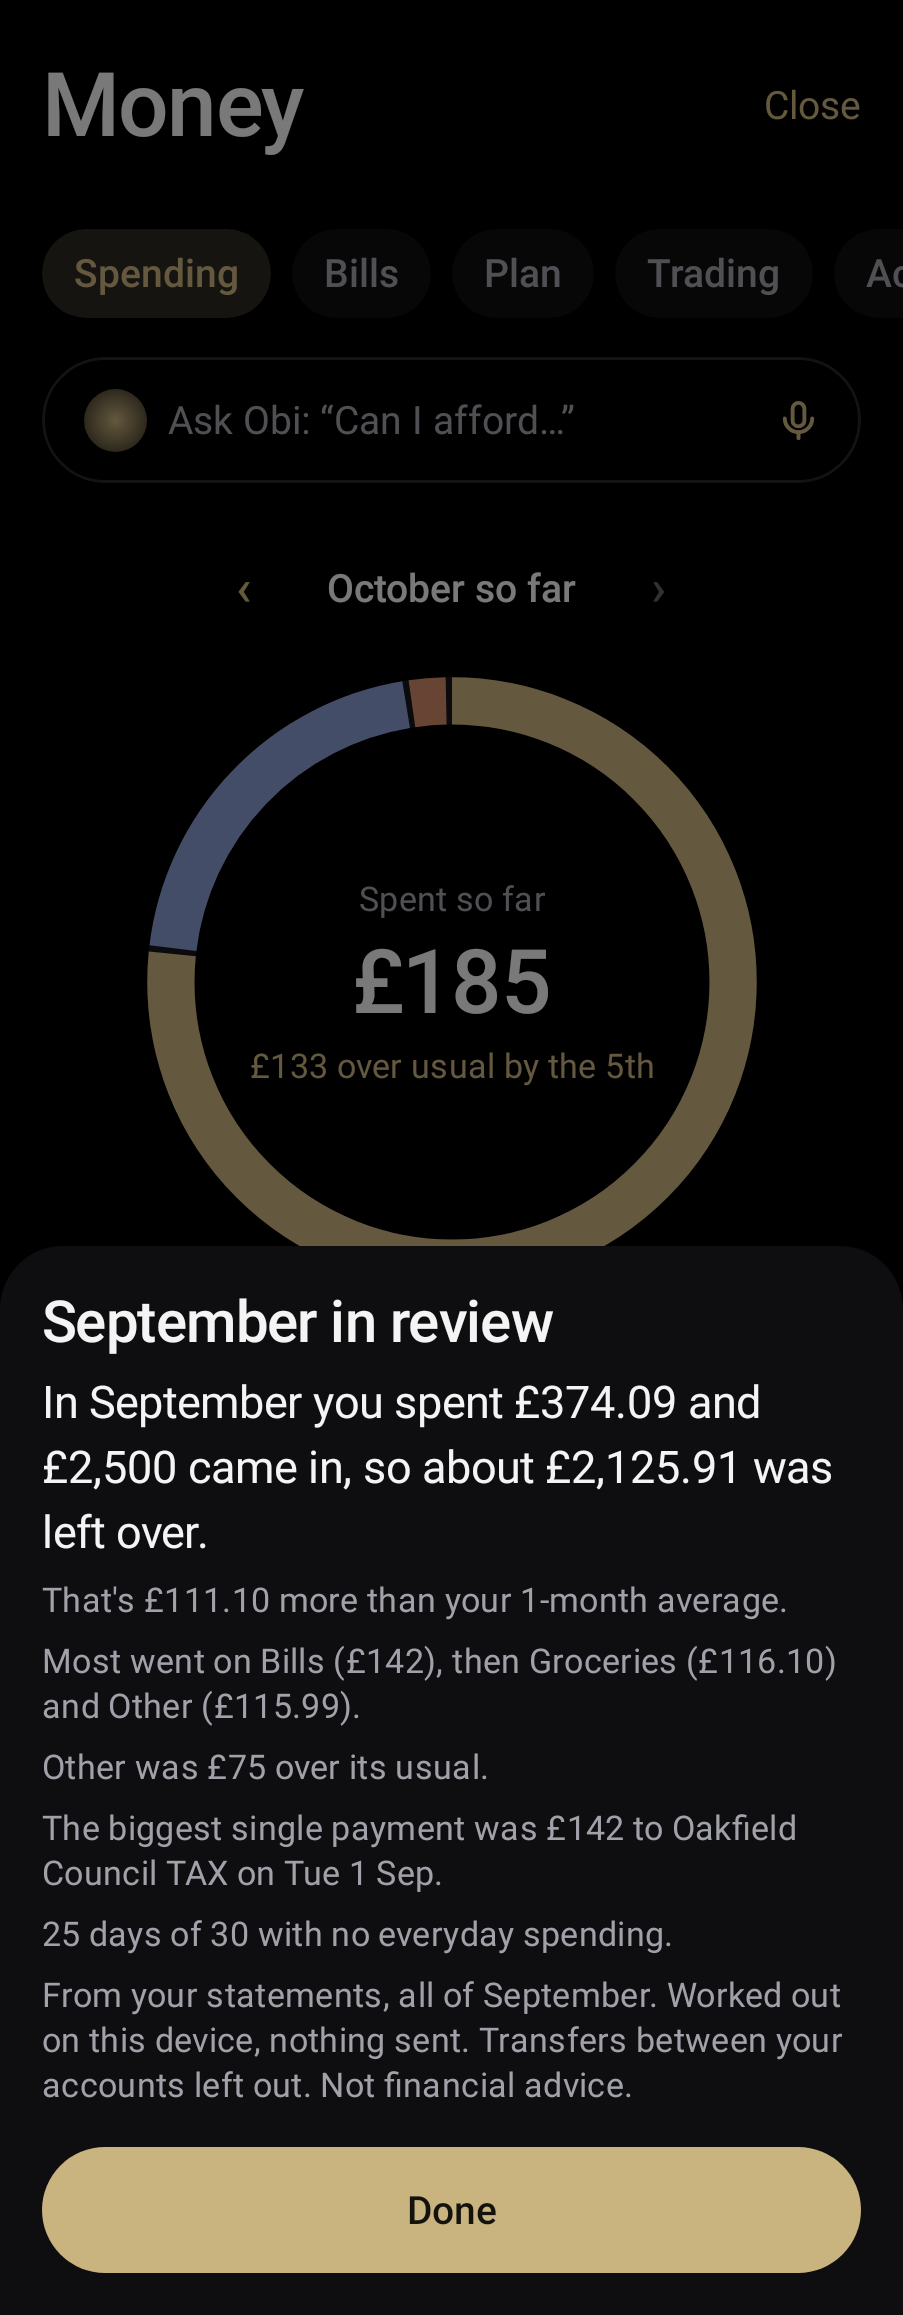 Money
Close
Spending
Bills
Plan
Trading
Ask Obi: “Can I afford…”
‹ October so far ›
Spent so far
£185
£133 over usual by the 5th
September in review
In September you spent £374.09 and
£2,500 came in, so about £2,125.91 was
left over.
That's £111.10 more than your 1-month average.
Most went on Bills (£142), then Groceries (£116.10)
and Other (£115.99).
Other was £75 over its usual.
The biggest single payment was £142 to Oakfield
Council TAX on Tue 1 Sep.
25 days of 30 with no everyday spending.
From your statements, all of September. Worked out
on this device, nothing sent. Transfers between your
accounts left out. Not financial advice.
Done